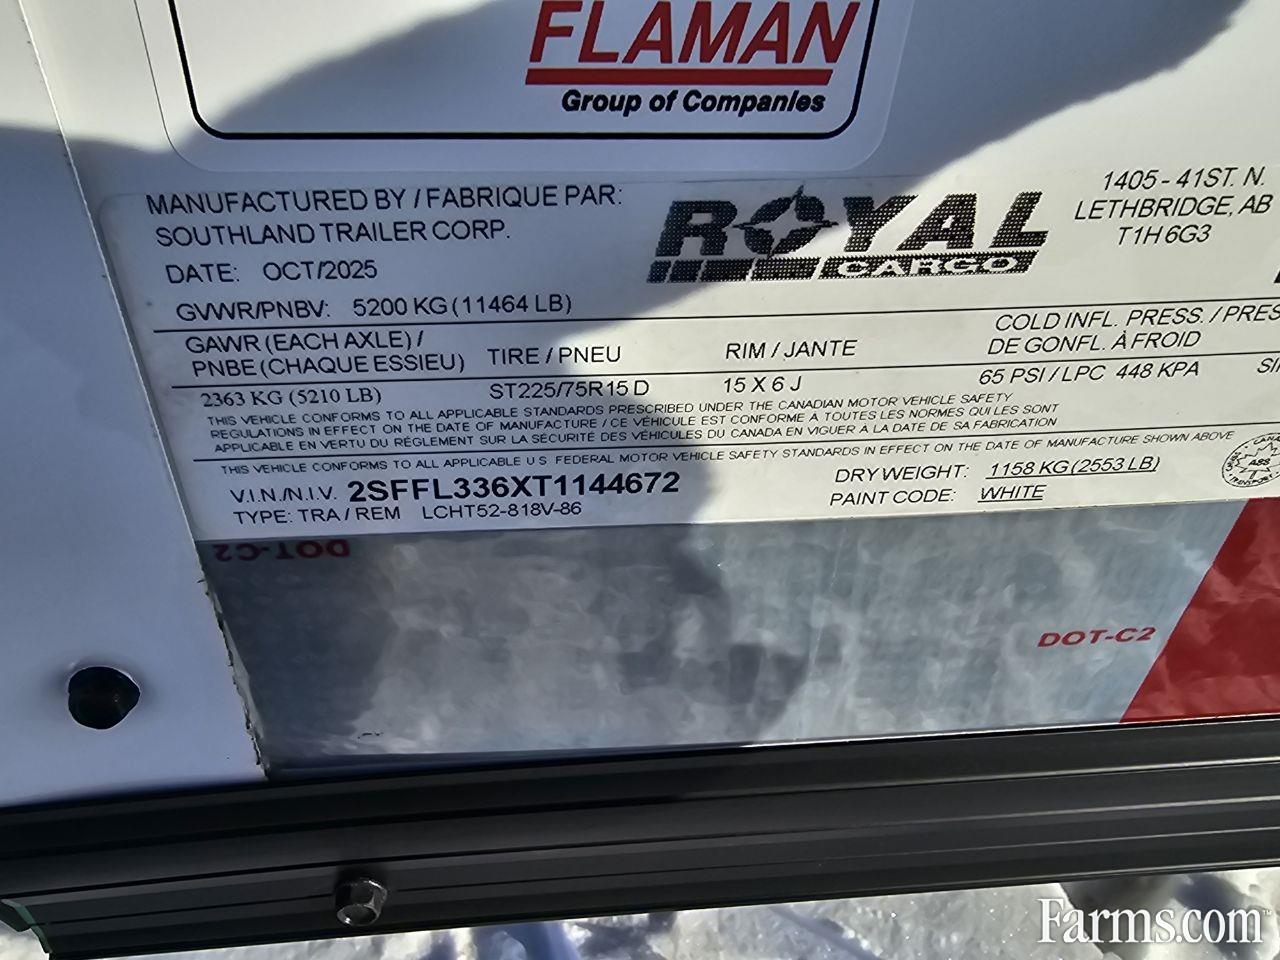 FLAMAN
Group of Companies
MANUFACTURED BY / FABRIQUE PAR:
SOUTHLAND TRAILER CORP.
DATE: OCT/2025
ROYAL
CARGO
1405 - 41ST. N.
LETHBRIDGE, AB
T1H 6G3
GVWR/PNBV: 5200 KG (11464 LB)
GAWR (EACH AXLE) /
PNBE (CHAQUE ESSIEU)
TIRE / PNEU
RIM / JANTE
COLD INFL. PRESS. / PRES
DE GONFL. À FROID
2363 KG (5210 LB)
ST225/75R15 D
15 X 6 J
65 PSI / LPC 448 KPA
THIS VEHICLE CONFORMS TO ALL APPLICABLE STANDARDS PRESCRIBED UNDER THE CANADIAN MOTOR VEHICLE SAFETY
REGULATIONS IN EFFECT ON THE DATE OF MANUFACTURE / CE VÉHICULE EST CONFORME A TOUTES LES NORMES QUI LES SONT
APPLICABLE EN VERTU DU RÈGLEMENT SUR LA SÉCURITÉ DES VÉHICULES DU CANADA EN VIGUER A LA DATE DE SA FABRICATION
THIS VEHICLE CONFORMS TO ALL APPLICABLE U S FEDERAL MOTOR VEHICLE SAFETY STANDARDS IN EFFECT ON THE DATE OF MANUFACTURE SHOWN ABOVE
V.I.N./N.I.V. 2SFFL336XT1144672
TYPE: TRA / REM LCHT52-818V-86
DRY WEIGHT: 1158 KG (2553 LB)
PAINT CODE: WHITE
DOT-C2
DOT-C2
Farms.com